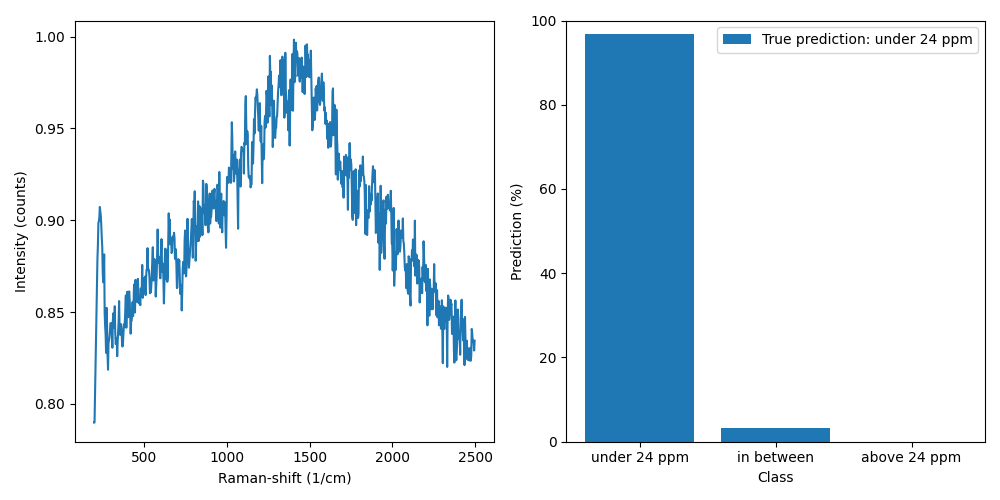 1.00
0.95
0.90
0.85
0.80
Intensity (counts)
500
1000
1500
2000
2500
Raman-shift (1/cm)
100
80
60
40
20
0
Prediction (%)
True prediction: under 24 ppm
under 24 ppm
in between
above 24 ppm
Class